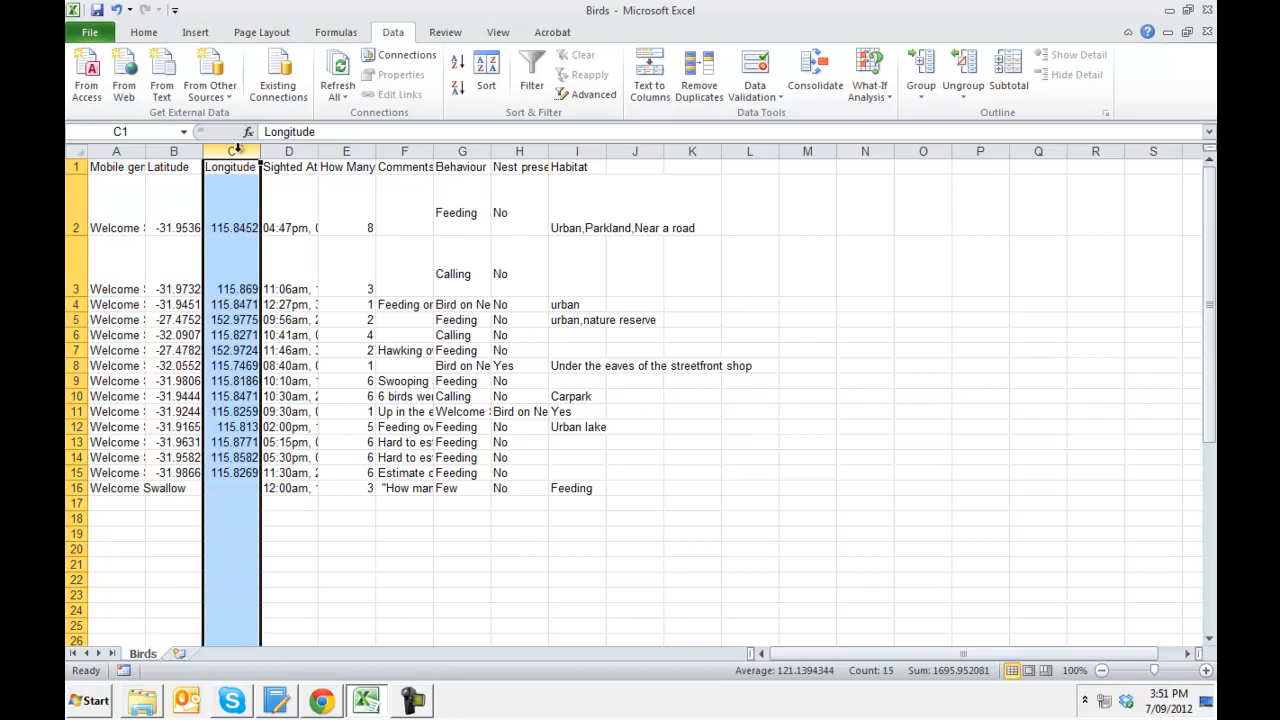 Birds - Microsoft Excel
File Home Insert Page Layout Formulas Data Review View Acrobat
From Access
From Web
From Text
From Other Sources
Existing Connections
Get External Data
Refresh All
Connections
Properties
Edit Links
Connections
Sort
Filter
Clear
Reapply
Advanced
Sort & Filter
Text to Columns
Remove Duplicates
Data Validation
Consolidate
What-If Analysis
Data Tools
Group
Ungroup
Subtotal
Show Detail
Hide Detail
Outline
C1 fx Longitude
A B C D E F G H I J K L M N O P Q R S
1 Mobile ger Latitude Longitude Sighted At How Many Comments Behaviour Nest prese Habitat
2 Welcome -31.9536 115.8452 04:47pm, 8 Feeding No Urban,Parkland,Near a road
3 Welcome -31.9732 115.869 11:06am, 3 Calling No
4 Welcome -31.9451 115.8471 12:27pm, 1 Feeding or Bird on Ne No urban
5 Welcome -27.4752 152.9775 09:56am, 2 2 Feeding No urban,nature reserve
6 Welcome -32.0907 115.8271 10:41am, 4 Calling No
7 Welcome -27.4782 152.9724 11:46am, 3 2 Hawking Feeding No
8 Welcome -32.0552 115.7469 08:40am, 1 Bird on Ne Yes Under the eaves of the streetfront shop
9 Welcome -31.9806 115.8186 10:10am, 6 Swooping Feeding No
10 Welcome -31.9444 115.8471 10:30am, 2 6 6 birds wer Calling No Carpark
11 Welcome -31.9244 115.8259 09:30am, 1 Up in the e Welcome Bird on Ne Yes
12 Welcome -31.9165 115.813 02:00pm, 5 Feeding Feeding No Urban lake
13 Welcome -31.9631 115.8771 05:15pm, 6 Hard to es Feeding No
14 Welcome -31.9582 115.8582 05:30pm, 6 Hard to es Feeding No
15 Welcome -31.9866 115.8269 11:30am, 2 6 Estimate Feeding No
16 Welcome Swallow 12:00am, 3 "How man Few No Feeding
17
18
19
20
21
22
23
24
25
26
Birds
Ready Average: 121.1394344 Count: 15 Sum: 1695.952081 100%
Start 3:51 PM
7/09/2012